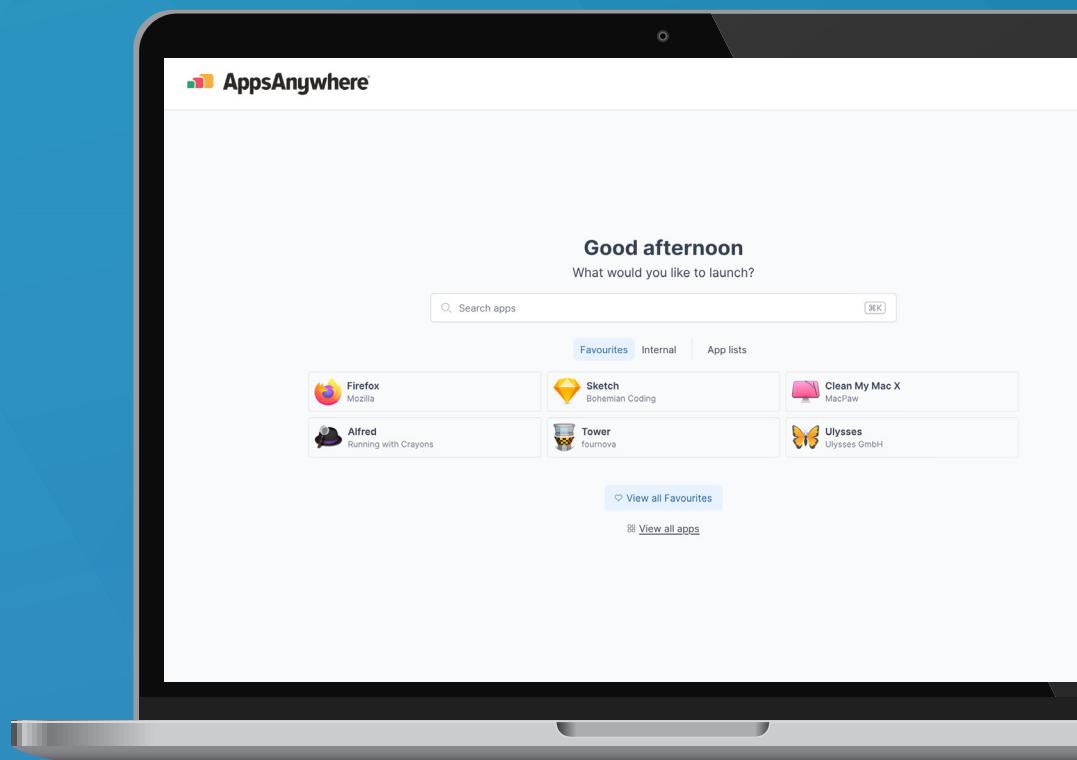 AppsAnywhere
Good afternoon
What would you like to launch?
Search apps
⌘K
Favourites Internal App lists
Firefox
Mozilla
Sketch
Bohemian Coding
Clean My Mac X
MacPaw
Alfred
Running with Crayons
Tower
fournova
Ulysses
Ulysses GmbH
View all Favourites
View all apps